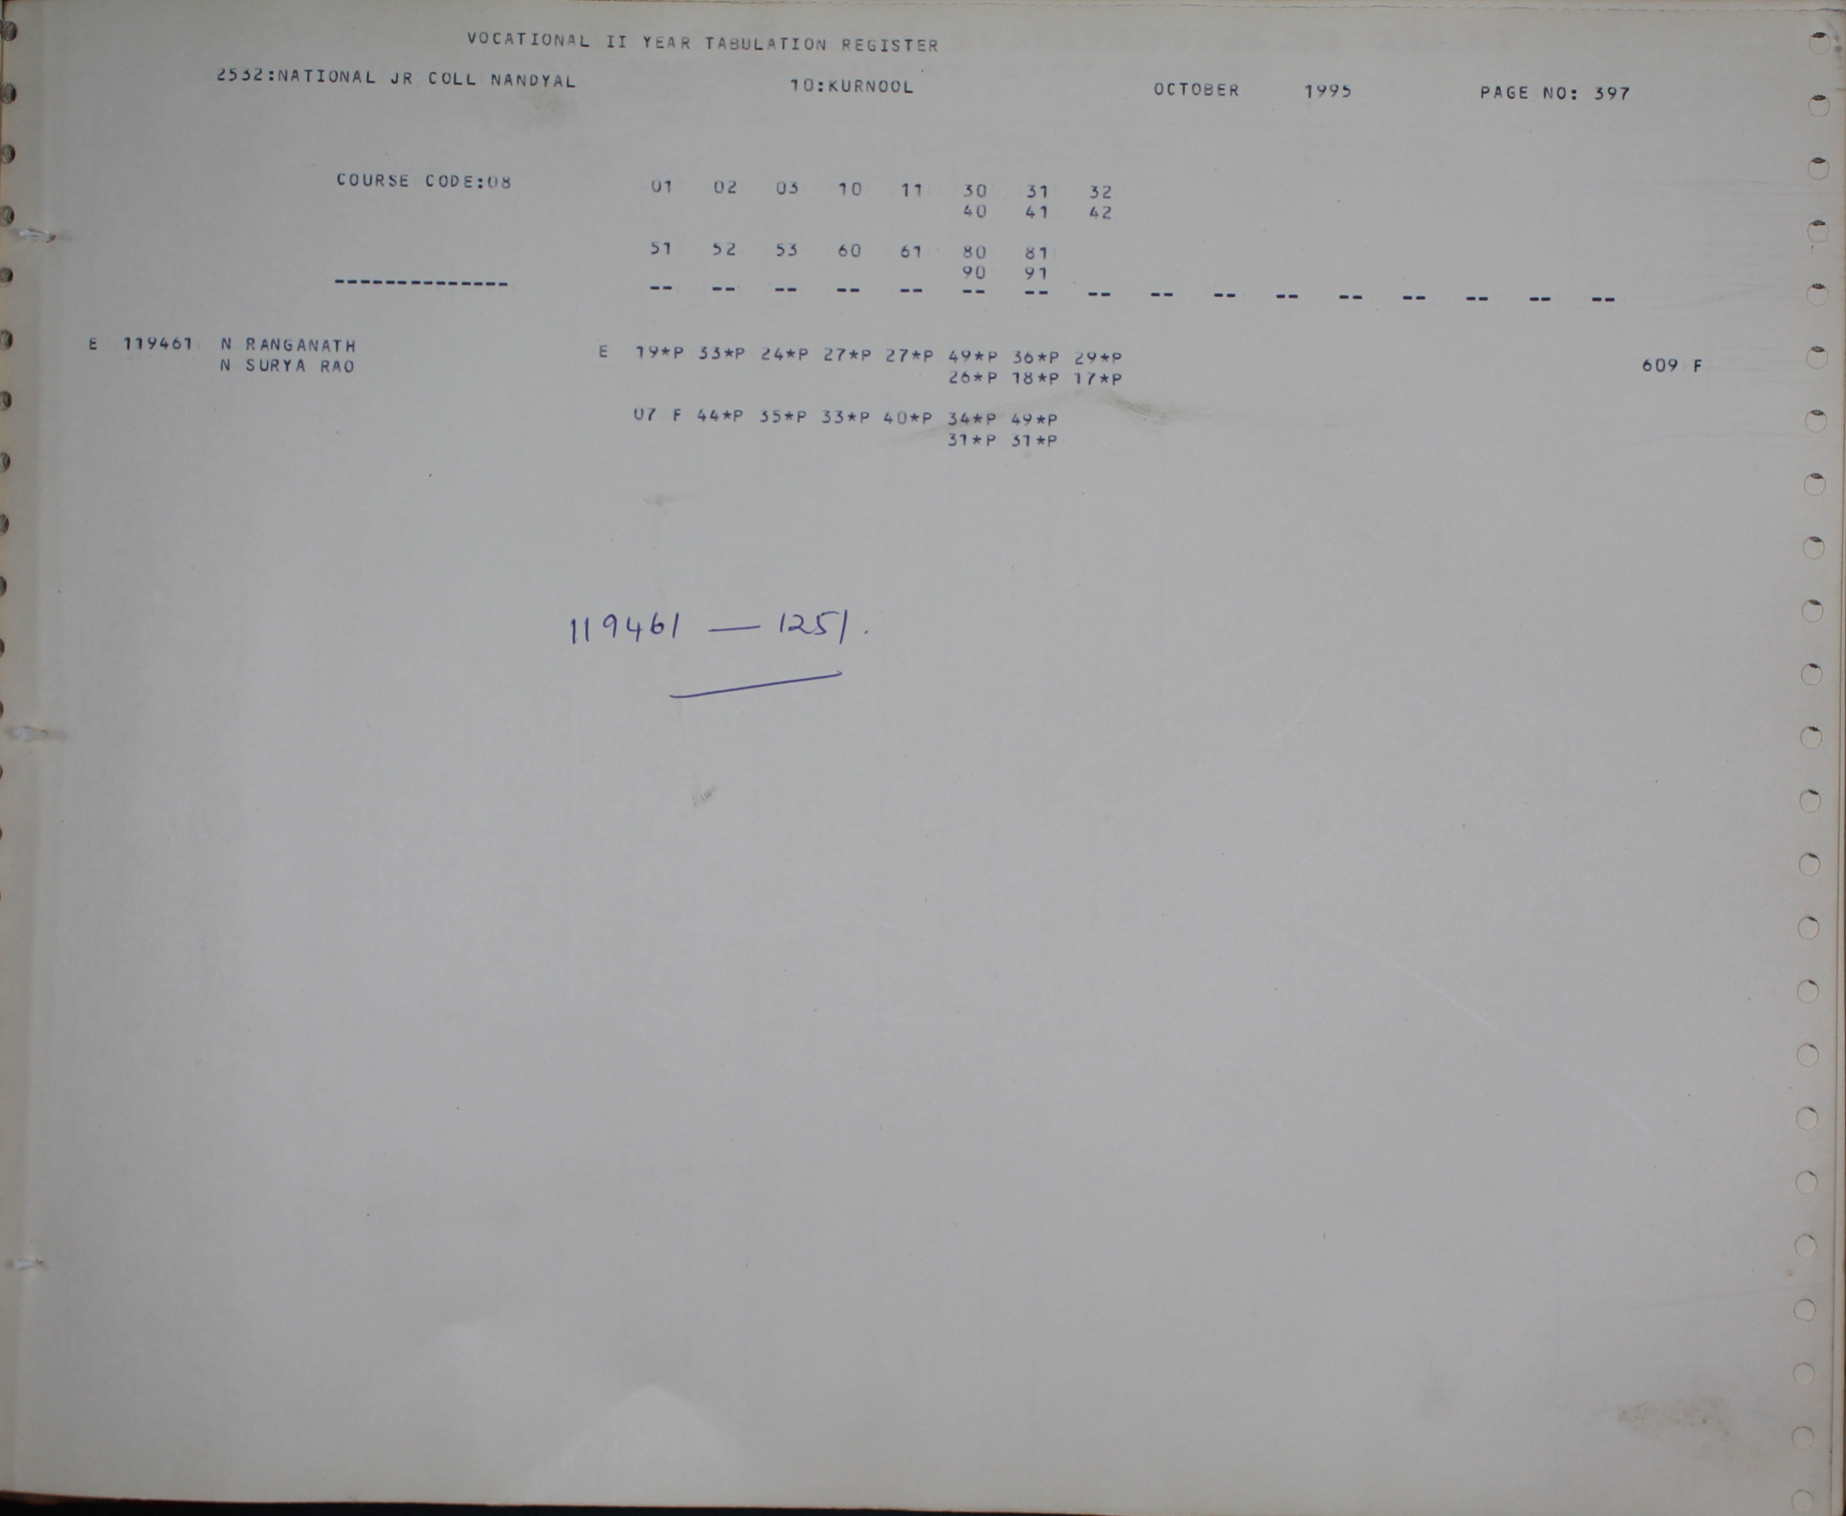 VOCATIONAL II YEAR TABULATION REGISTER
2532:NATIONAL JR COLL NANDYAL 10:KURNOOL OCTOBER 1995 PAGE NO: 397
COURSE CODE:08 01 02 03 10 11 30 31 32
40 41 42
51 52 53 60 61 80 81
90 91
-------------- -- -- -- -- -- -- -- -- -- -- -- -- -- -- -- --
E 119461 N RANGANATH E 19*P 33*P 24*P 27*P 27*P 49*P 36*P 29*P
N SURYA RAO 26*P 18*P 17*P 609 F
07 F 44*P 35*P 33*P 40*P 34*P 49*P
31*P 31*P
119461 — 1251.